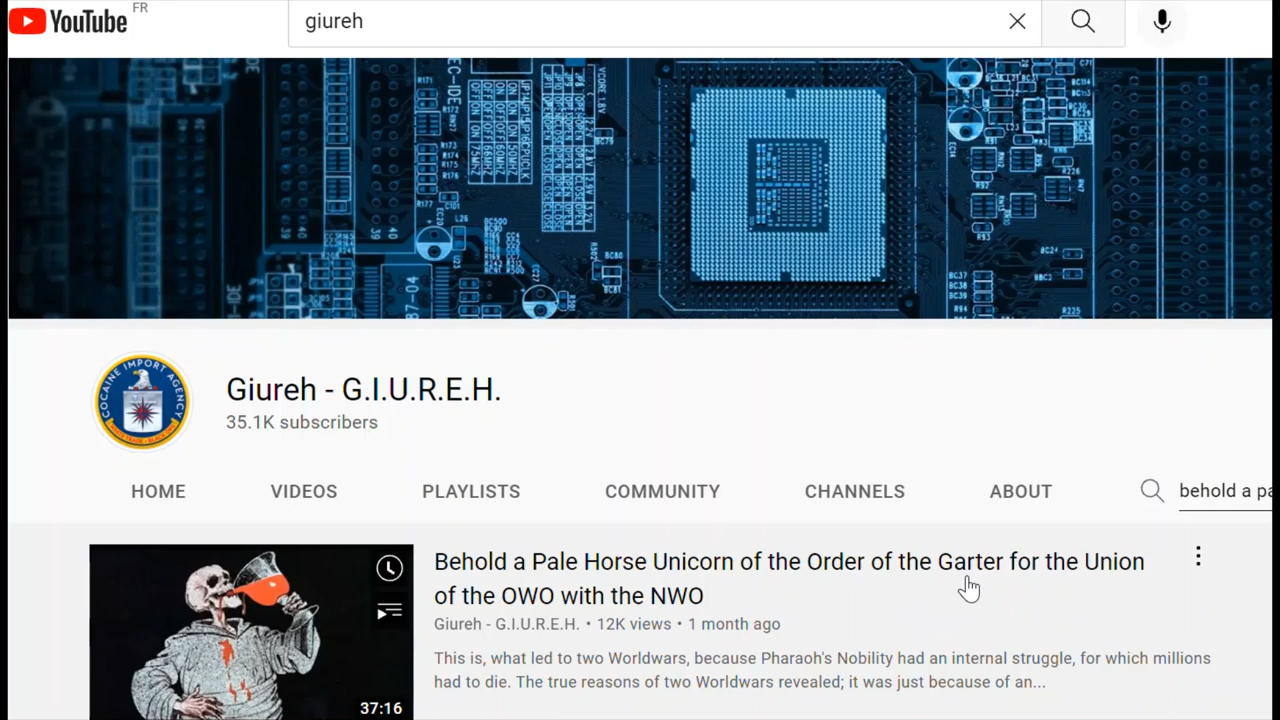 YouTube FR
giureh
COCAINE IMPORT AGENCY
Giureh - G.I.U.R.E.H.
35.1K subscribers
HOME VIDEOS PLAYLISTS COMMUNITY CHANNELS ABOUT behold a pa
Behold a Pale Horse Unicorn of the Order of the Garter for the Union
of the OWO with the NWO
Giureh - G.I.U.R.E.H. • 12K views • 1 month ago
This is, what led to two Worldwars, because Pharaoh's Nobility had an internal struggle, for which millions
had to die. The true reasons of two Worldwars revealed; it was just because of an...
37:16